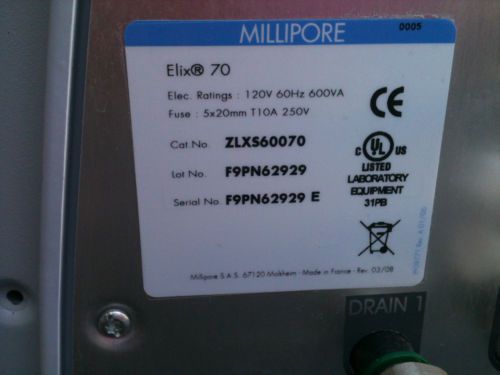 MILLIPORE
0005
Elix® 70
Elec. Ratings : 120V 60Hz 600VA
Fuse : 5x20mm T10A 250V
CE
Cat No. ZLXS60070
Lot No. F9PN62929
Serial No. F9PN62929 E
C UL US
LISTED
LABORATORY
EQUIPMENT
31PB
Millipore S.A.S. 67120 Molsheim - Made in France - Rev. 03/08
DRAIN 1